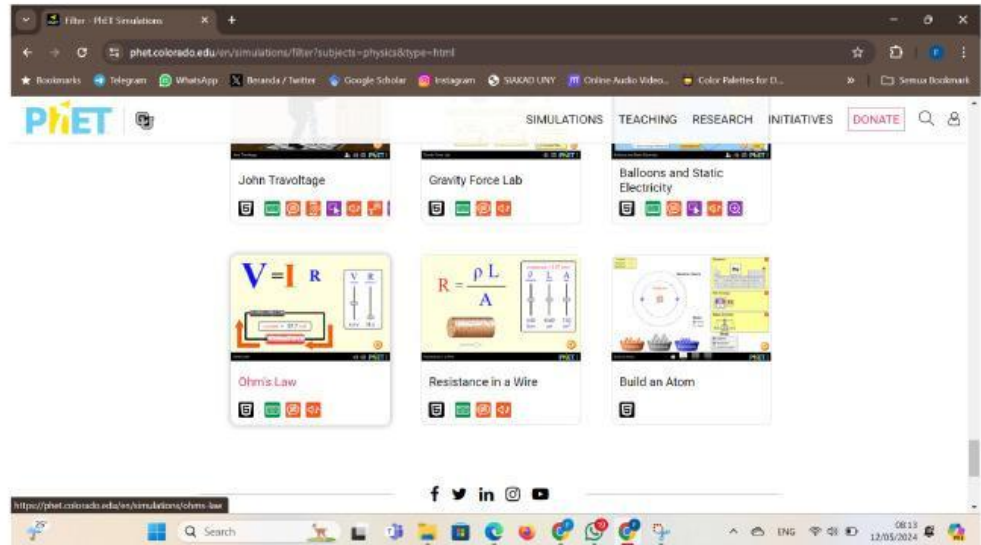 Filter - PhET Simulations
phet.colorado.edu/en/simulations/filter?subjects=physics&type=html
Bookmarks Telegram WhatsApp Beranda / Twitter Google Scholar Instagram SIAKAD UNY Online Audio Video... Color Palettes for D... » Semua Bookmark
PhET SIMULATIONS TEACHING RESEARCH INITIATIVES DONATE
John Travoltage
Gravity Force Lab
Balloons and Static
Electricity
V = I R
V R
R = ρ L
A
ρ L A
Ohm's Law
Resistance in a Wire
Build an Atom
https://phet.colorado.edu/en/simulations/ohms-law
25°
Search
ENG
08:13
12/05/2024